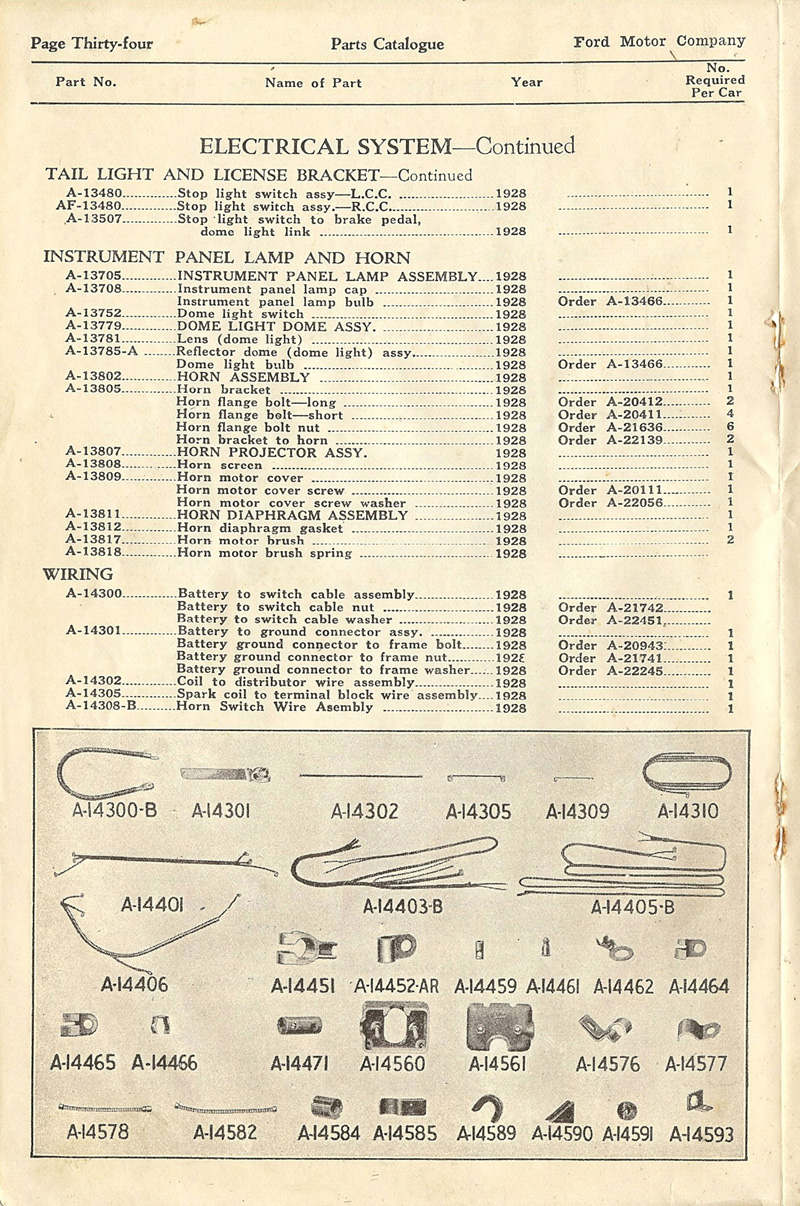 Page Thirty-four Parts Catalogue Ford Motor Company
Part No. Name of Part Year No. Required Per Car
ELECTRICAL SYSTEM—Continued
TAIL LIGHT AND LICENSE BRACKET—Continued
A-13480............Stop light switch assy—L.C.C. ....................1928 .................................... 1
AF-13480............Stop light switch assy.—R.C.C.....................1928 .................................... 1
A-13507............Stop light switch to brake pedal,
dome light link ....................................1928 .................................... 1
INSTRUMENT PANEL LAMP AND HORN
A-13705............INSTRUMENT PANEL LAMP ASSEMBLY....1928 .................................... 1
A-13708............Instrument panel lamp cap ........................1928 .................................... 1
Instrument panel lamp bulb ......................1928 Order A-13466........... 1
A-13752............Dome light switch ......................................1928 .................................... 1
A-13779............DOME LIGHT DOME ASSY. ........................1928 .................................... 1
A-13781............Lens (dome light) ......................................1928 .................................... 1
A-13785-A ........Reflector dome (dome light) assy.................1928 .................................... 1
Dome light bulb ........................................1928 Order A-13466........... 1
A-13802............HORN ASSEMBLY ....................................1928 .................................... 1
A-13805............Horn bracket ............................................1928 .................................... 1
Horn flange bolt—long ..............................1928 Order A-20412........... 2
Horn flange bolt—short ............................1928 Order A-20411........... 4
Horn flange bolt nut ..................................1928 Order A-21636........... 6
Horn bracket to horn ................................1928 Order A-22139........... 2
A-13807............HORN PROJECTOR ASSY. 1928 .................................... 1
A-13808............Horn screen ..............................................1928 .................................... 1
A-13809............Horn motor cover ......................................1928 .................................... 1
Horn motor cover screw ............................1928 Order A-20111........... 1
Horn motor cover screw washer ................1928 Order A-22056........... 1
A-13811............HORN DIAPHRAGM ASSEMBLY ................1928 .................................... 1
A-13812............Horn diaphragm gasket ............................1928 .................................... 1
A-13817............Horn motor brush ......................................1928 .................................... 2
A-13818............Horn motor brush spring ..........................1928 ....................................
WIRING
A-14300............Battery to switch cable assembly................1928 .................................... 1
Battery to switch cable nut ........................1928 Order A-21742...........
Battery to switch cable washer ..................1928 Order A-22451...........
A-14301............Battery to ground connector assy. ..............1928 .................................... 1
Battery ground connector to frame bolt.......1928 Order A-20943........... 1
Battery ground connector to frame nut.........1928 Order A-21741........... 1
Battery ground connector to frame washer.....1928 Order A-22245........... 1
A-14302............Coil to distributor wire assembly................1928 .................................... 1
A-14305............Spark coil to terminal block wire assembly....1928 .................................... 1
A-14308-B.........Horn Switch Wire Asembly ........................1928 .................................... 1
A-14300-B A-14301 A-14302 A-14305 A-14309 A-14310
A-14401 A-14403-B A-14405-B
A-14406 A-14451 A-14452-AR A-14459 A-14461 A-14462 A-14464
A-14465 A-14466 A-14471 A-14560 A-14561 A-14576 A-14577
A-14578 A-14582 A-14584 A-14585 A-14589 A-14590 A-14591 A-14593